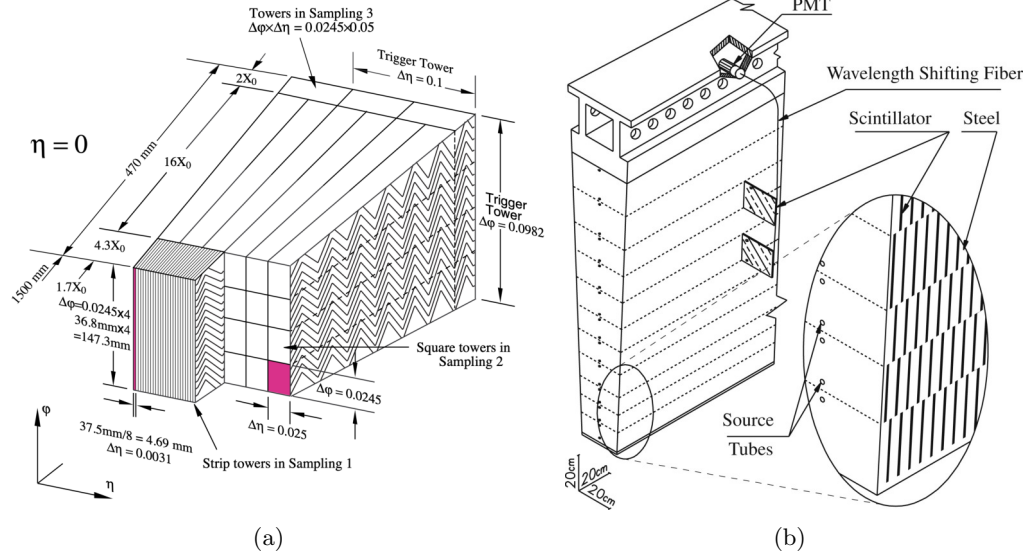 Towers in Sampling 3
Δφ×Δη = 0.0245×0.05
Trigger Tower
Δη = 0.1
2X₀
η = 0
470 mm
16X₀
Trigger
Tower
Δφ = 0.0982
4.3X₀
1500 mm
1.7X₀
Δφ=0.0245x4
36.8mmx4
=147.3mm
Square towers in
Sampling 2
Δφ = 0.0245
Δη = 0.025
φ
37.5mm/8 = 4.69 mm
Δη = 0.0031
Strip towers in Sampling 1
η
(a)
PMT
Wavelength Shifting Fiber
Scintillator
Steel
Source
Tubes
20cm
20cm
20cm
(b)